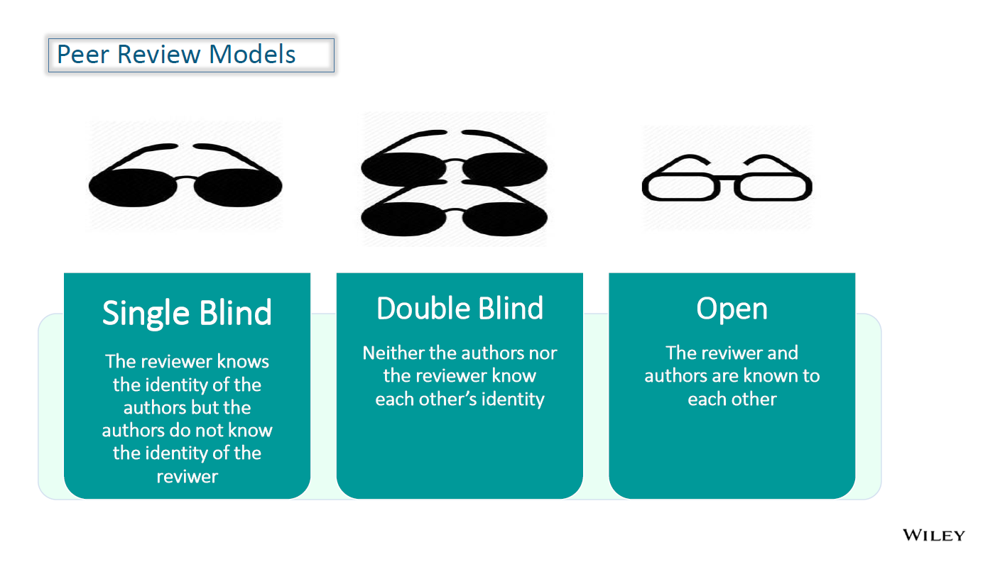 Peer Review Models
Single Blind
The reviewer knows
the identity of the
authors but the
authors do not know
the identity of the
reviwer
Double Blind
Neither the authors nor
the reviewer know
each other’s identity
Open
The reviwer and
authors are known to
each other
WILEY